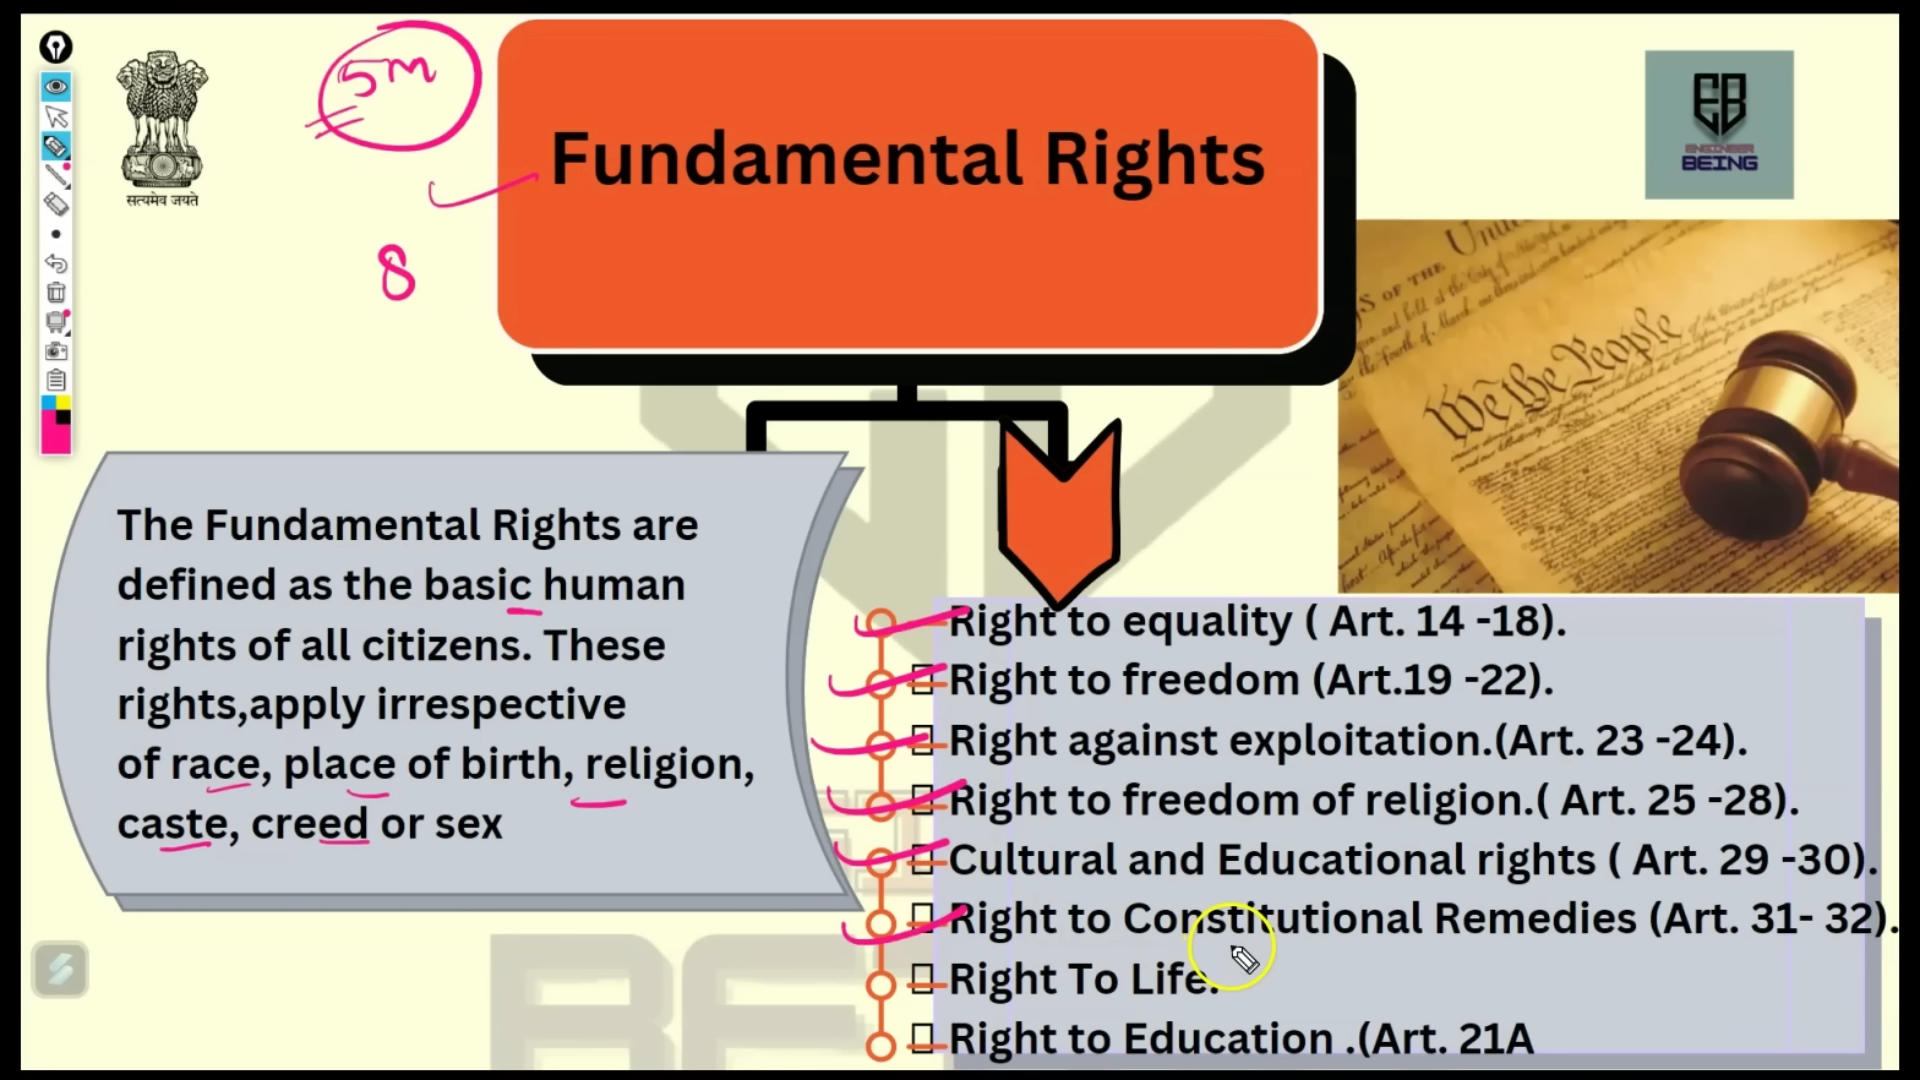 5m
सत्यमेव जयते
8
Fundamental Rights
ENGINEER
BEING
We the People
The Fundamental Rights are
defined as the basic human
rights of all citizens. These
rights,apply irrespective
of race, place of birth, religion,
caste, creed or sex
Right to equality ( Art. 14 -18).
Right to freedom (Art.19 -22).
Right against exploitation.(Art. 23 -24).
Right to freedom of religion.( Art. 25 -28).
Cultural and Educational rights ( Art. 29 -30).
Right to Constitutional Remedies (Art. 31- 32).
Right To Life.
Right to Education .(Art. 21A